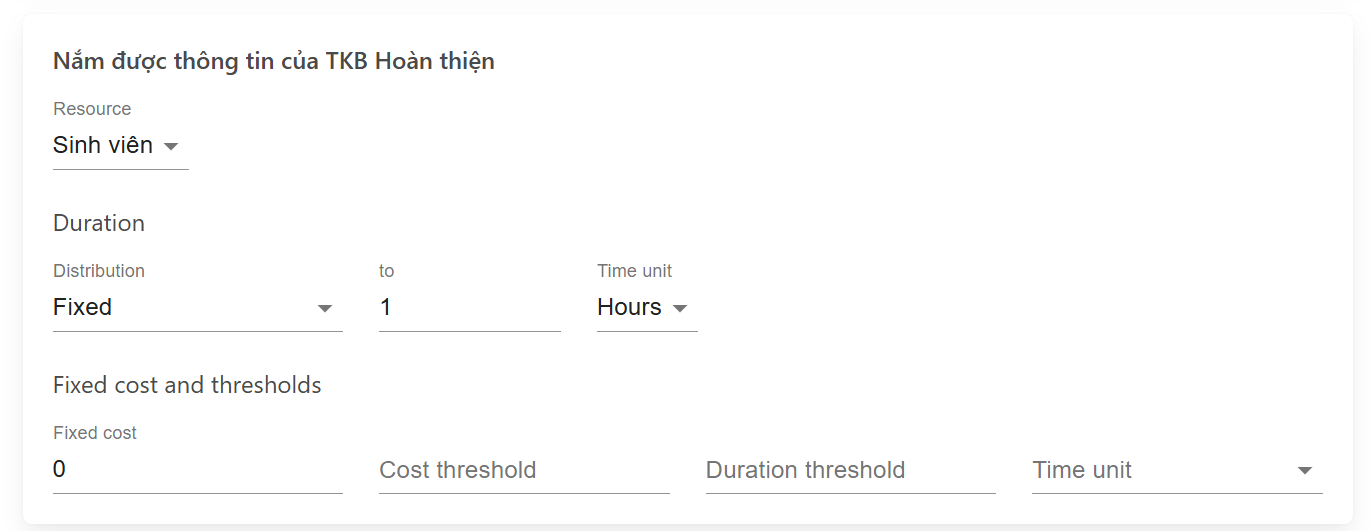 Nắm được thông tin của TKB Hoàn thiện
Resource
Sinh viên
Duration
Distribution to Time unit
Fixed 1 Hours
Fixed cost and thresholds
Fixed cost
0 Cost threshold Duration threshold Time unit